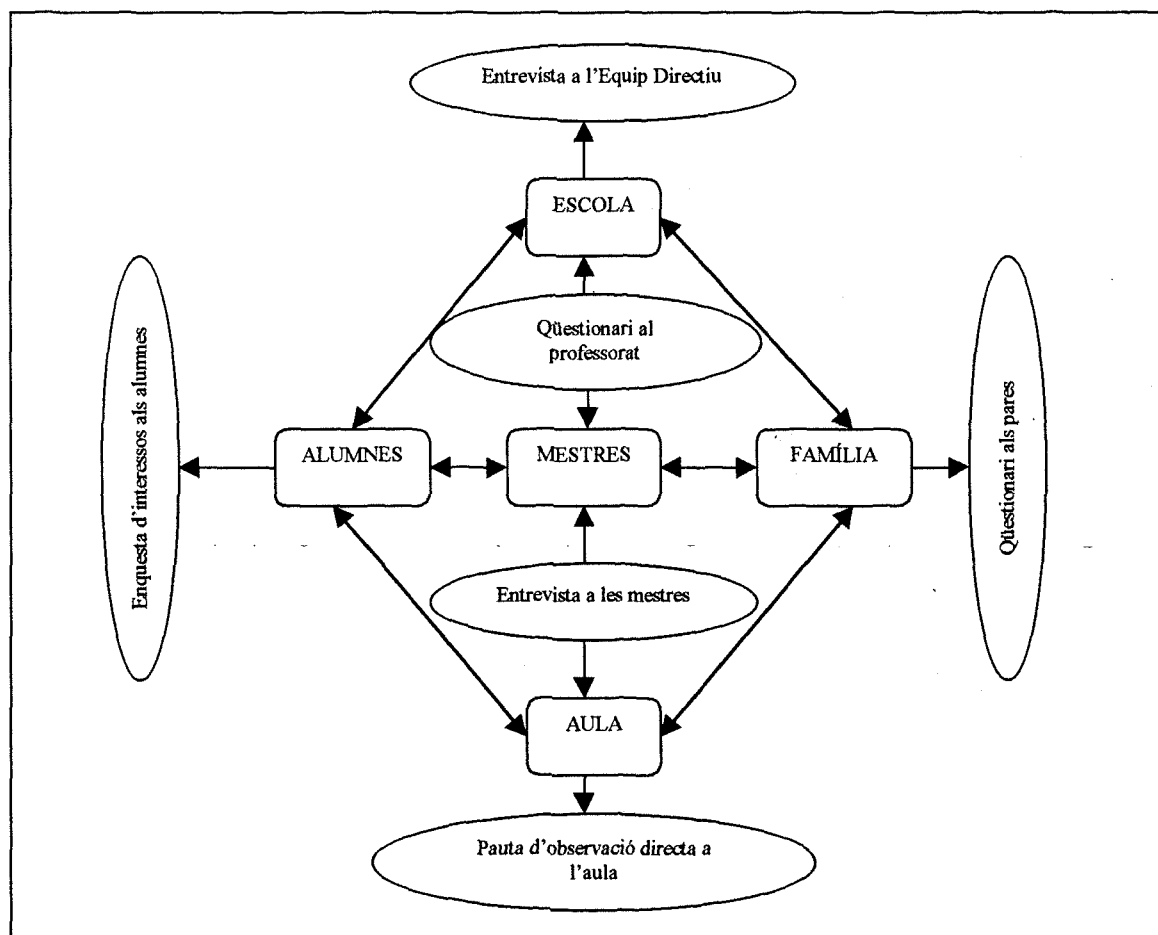 Entrevista a l'Equip Directiu
ESCOLA
Qüestionari al
professorat
Enquesta d'interessos als alumnes
ALUMNES
MESTRES
FAMÍLIA
Qüestionari als pares
Entrevista a les mestres
AULA
Pauta d'observació directa a
l'aula